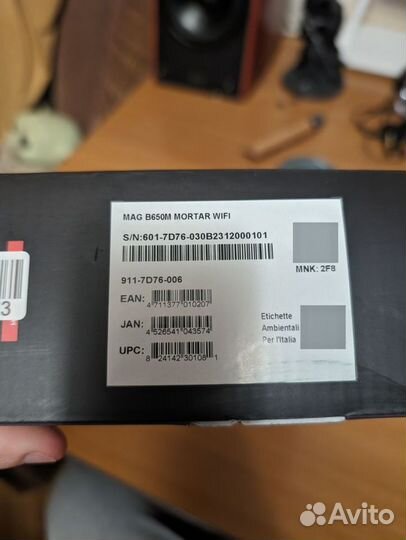 MAG B650M MORTAR WIFI
S/N:601-7D76-030B2312000101
MNK: 2F8
911-7D76-006
EAN:
4 711377 010207
JAN:
4 526541 043574
UPC:
8 24142 30108 1
Etichette
Ambientali
Per l'Italia
3
Avito